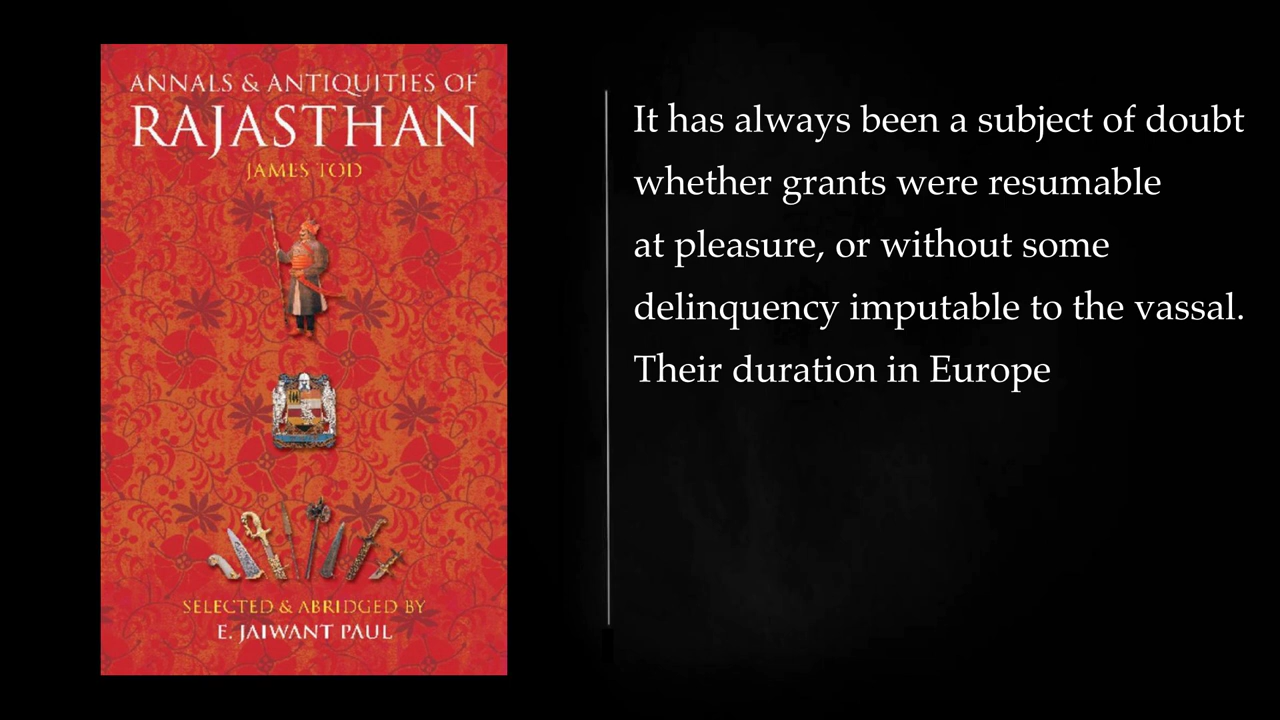 ANNALS & ANTIQUITIES OF
RAJASTHAN
JAMES TOD
SELECTED & ABRIDGED BY
E. JAIWANT PAUL
It has always been a subject of doubt
whether grants were resumable
at pleasure, or without some
delinquency imputable to the vassal.
Their duration in Europe